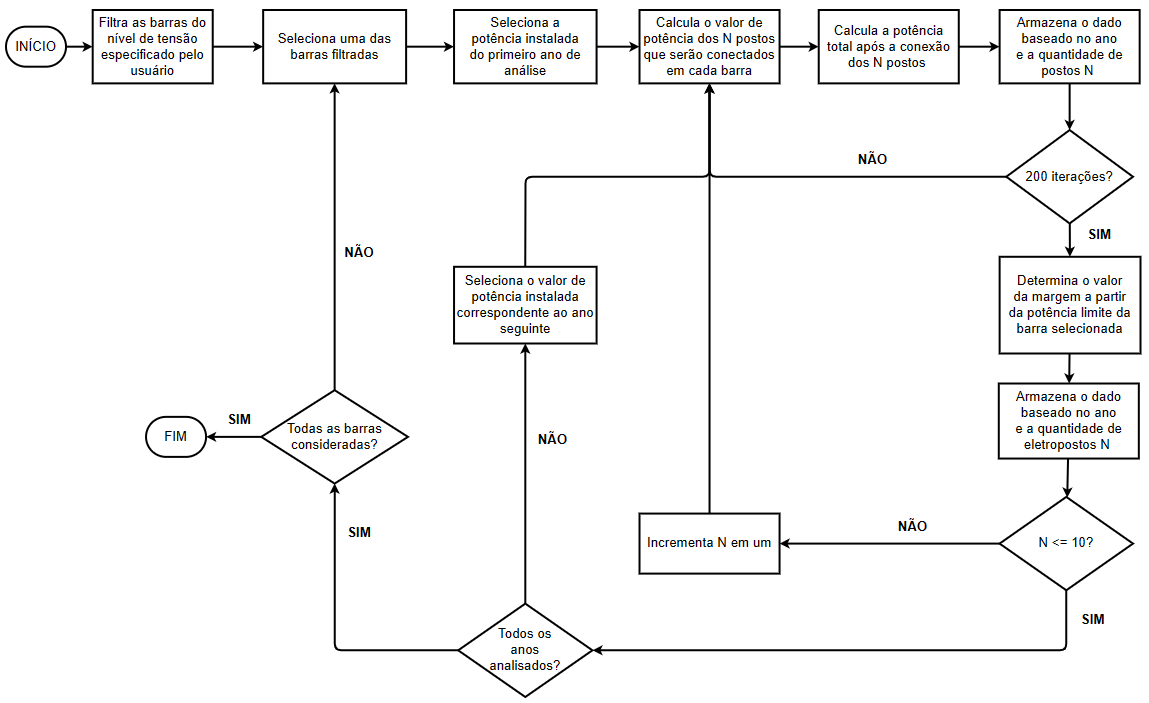 INÍCIO
Filtra as barras do
nível de tensão
especificado pelo
usuário
Seleciona uma das
barras filtradas
Seleciona a
potência instalada
do primeiro ano de
análise
Calcula o valor de
potência dos N postos
que serão conectados
em cada barra
Calcula a potência
total após a conexão
dos N postos
Armazena o dado
baseado no ano
e a quantidade de
postos N
200 iterações?
NÃO
SIM
Determina o valor
da margem a partir
da potência limite da
barra selecionada
Armazena o dado
baseado no ano
e a quantidade de
eletropostos N
N <= 10?
NÃO
Incrementa N em um
SIM
Todos os
anos
analisados?
NÃO
Seleciona o valor de
potência instalada
correspondente ao ano
seguinte
SIM
Todas as barras
consideradas?
NÃO
SIM
FIM